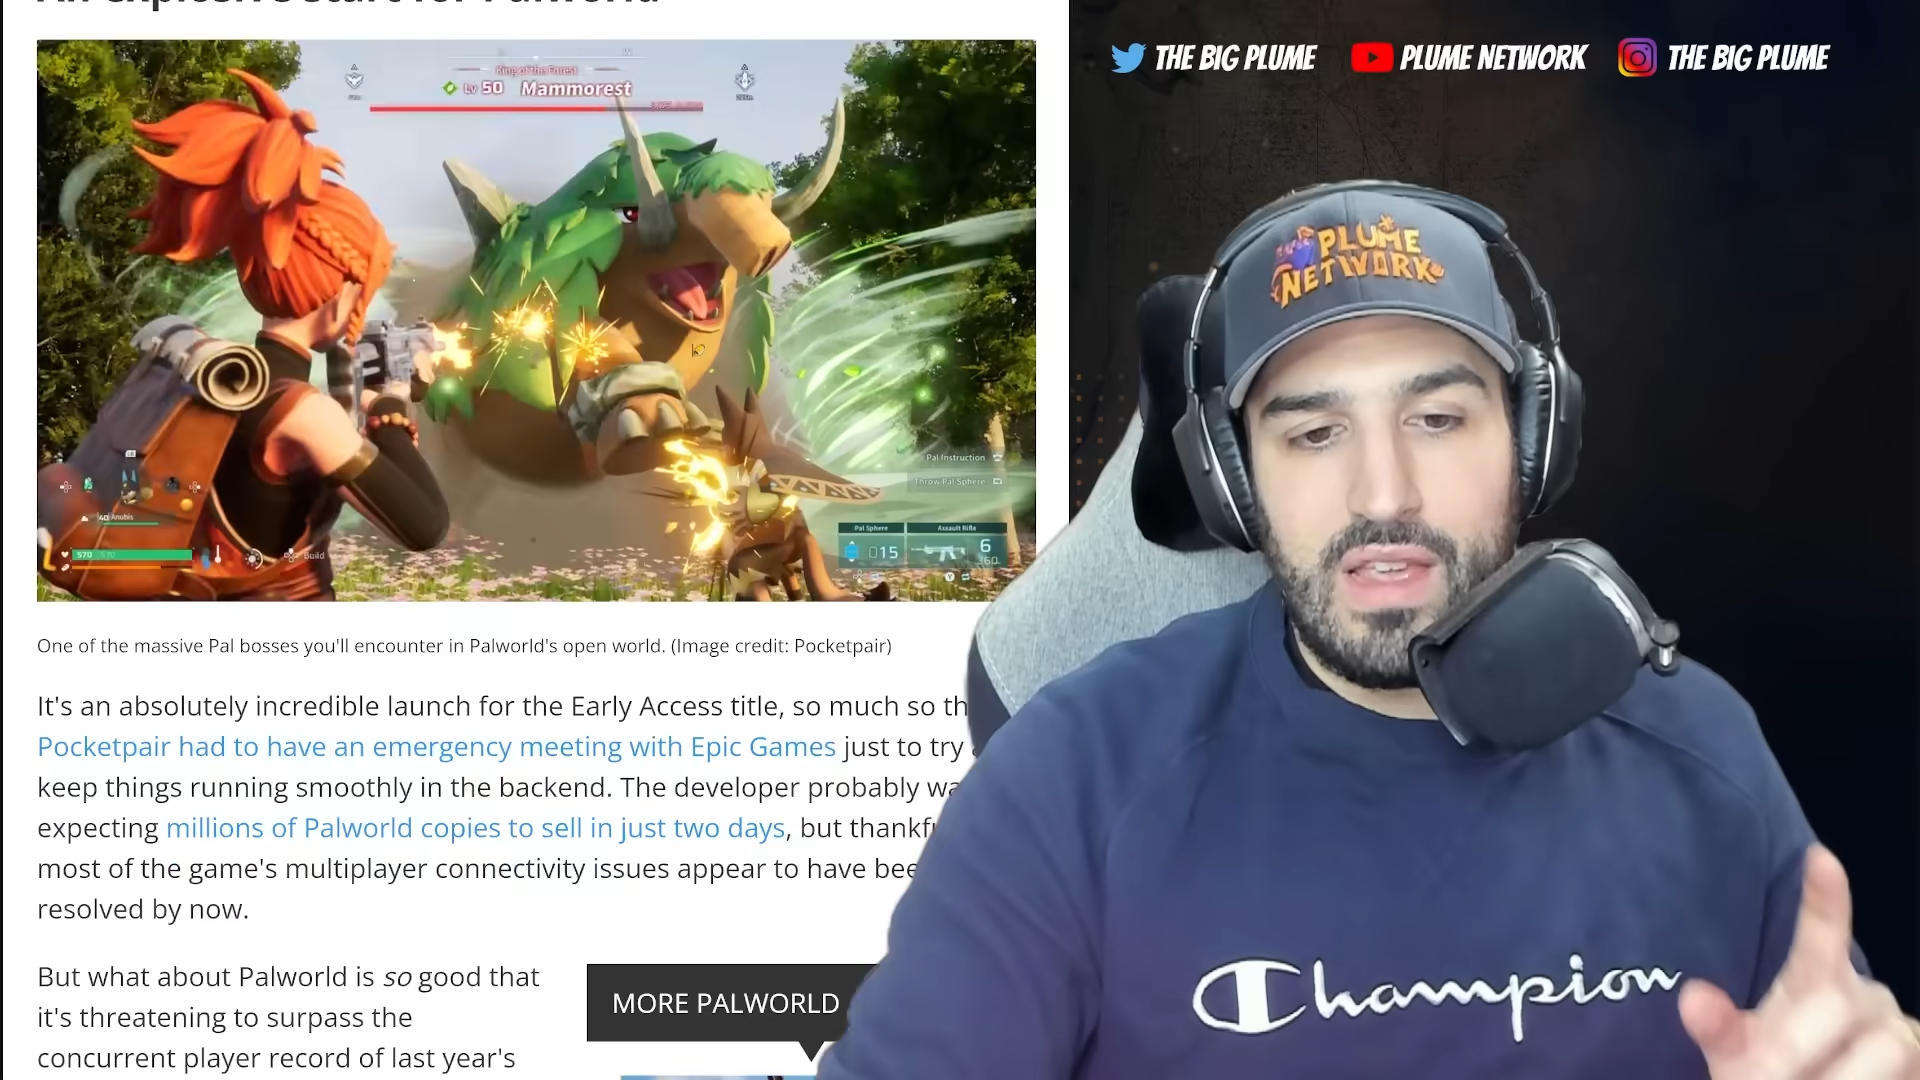 THE BIG PLUME PLUME NETWORK THE BIG PLUME
King of the Forest
Lv 50 Mammorest
PLUME
NETWORK
Pal Instruction
Throw Pal Sphere
40 Anubis
Pal Sphere Assault Rifle
15 6
360
570
Build
One of the massive Pal bosses you'll encounter in Palworld's open world. (Image credit: Pocketpair)
It's an absolutely incredible launch for the Early Access title, so much so th
Pocketpair had to have an emergency meeting with Epic Games just to try
keep things running smoothly in the backend. The developer probably wa
expecting millions of Palworld copies to sell in just two days, but thankfu
most of the game's multiplayer connectivity issues appear to have bee
resolved by now.
But what about Palworld is so good that
it's threatening to surpass the
concurrent player record of last year's
MORE PALWORLD
Champion